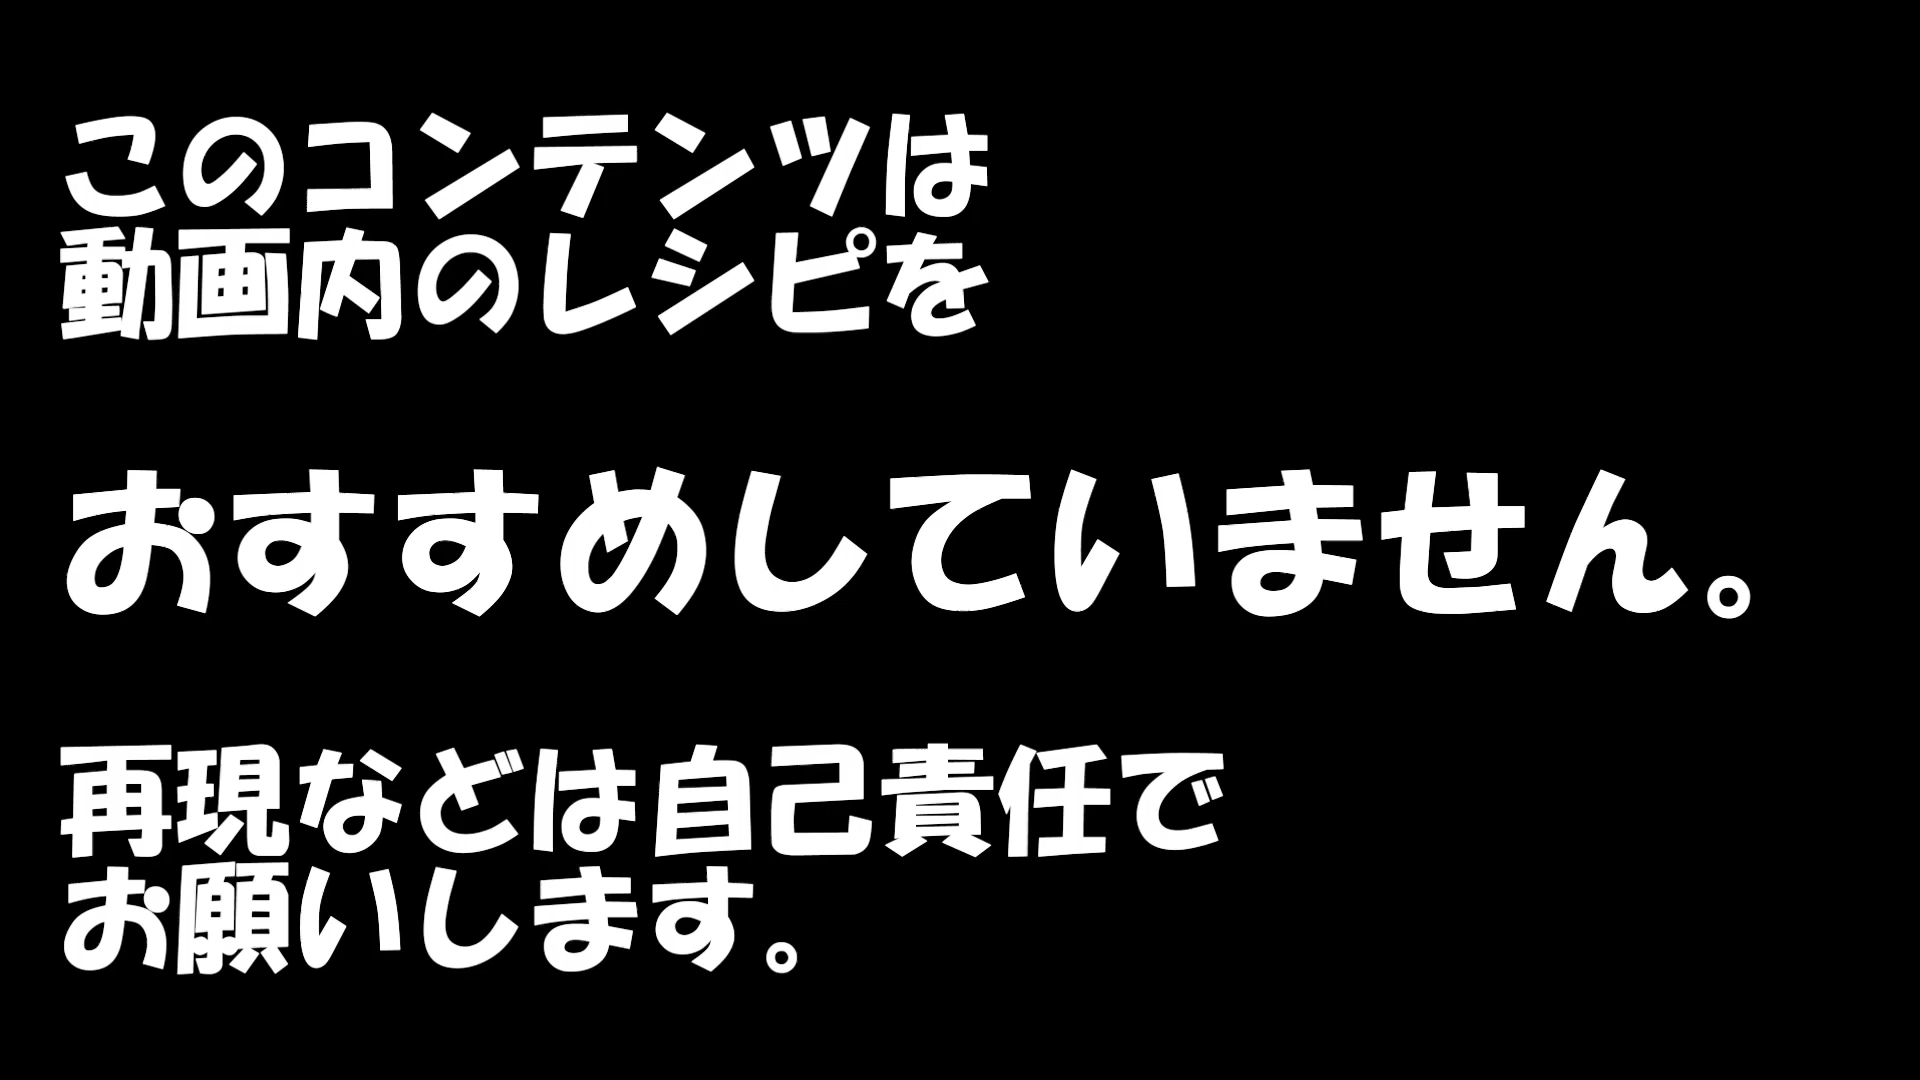 このコンテンツは
動画内のレシピを
おすすめしていません。
再現などは自己責任で
お願いします。